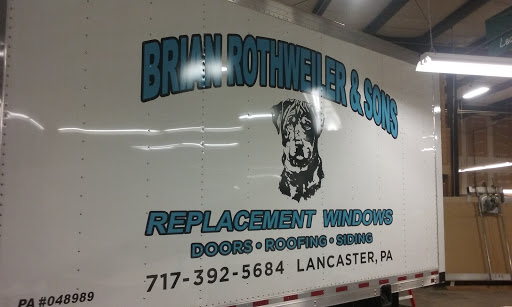 BRIAN ROTHWEILER & SONS
REPLACEMENT WINDOWS
DOORS • ROOFING • SIDING
717-392-5684 LANCASTER, PA
PA #048989